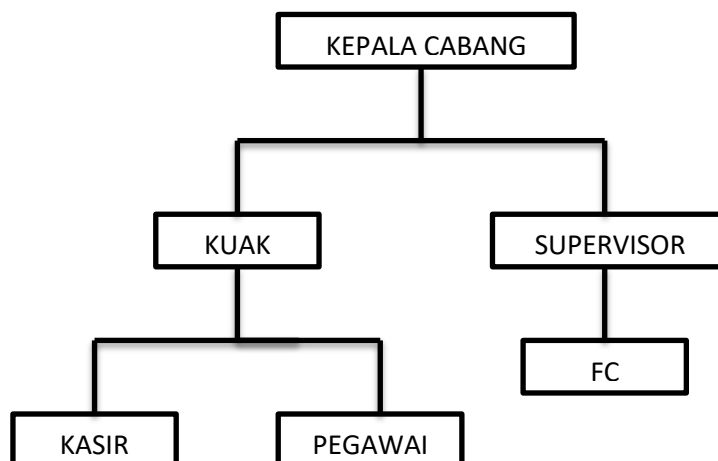 KEPALA CABANG
KUAK
SUPERVISOR
FC
KASIR
PEGAWAI